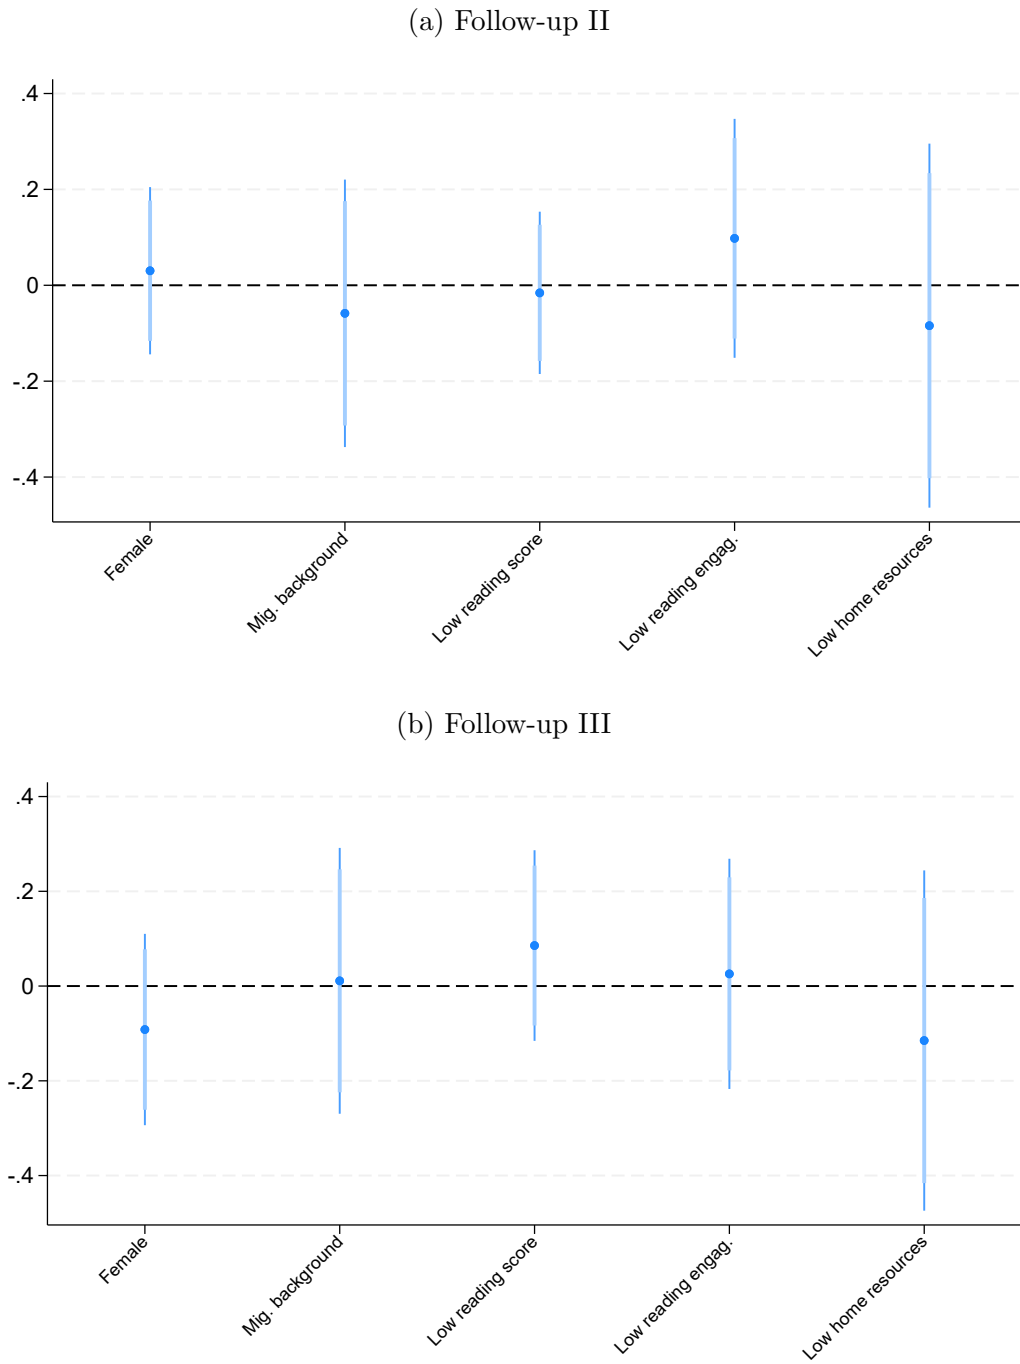 (a) Follow-up II
.4
.2
0
-.2
-.4
Female
Mig. background
Low reading score
Low reading engag.
Low home resources
(b) Follow-up III
.4
.2
0
-.2
-.4
Female
Mig. background
Low reading score
Low reading engag.
Low home resources